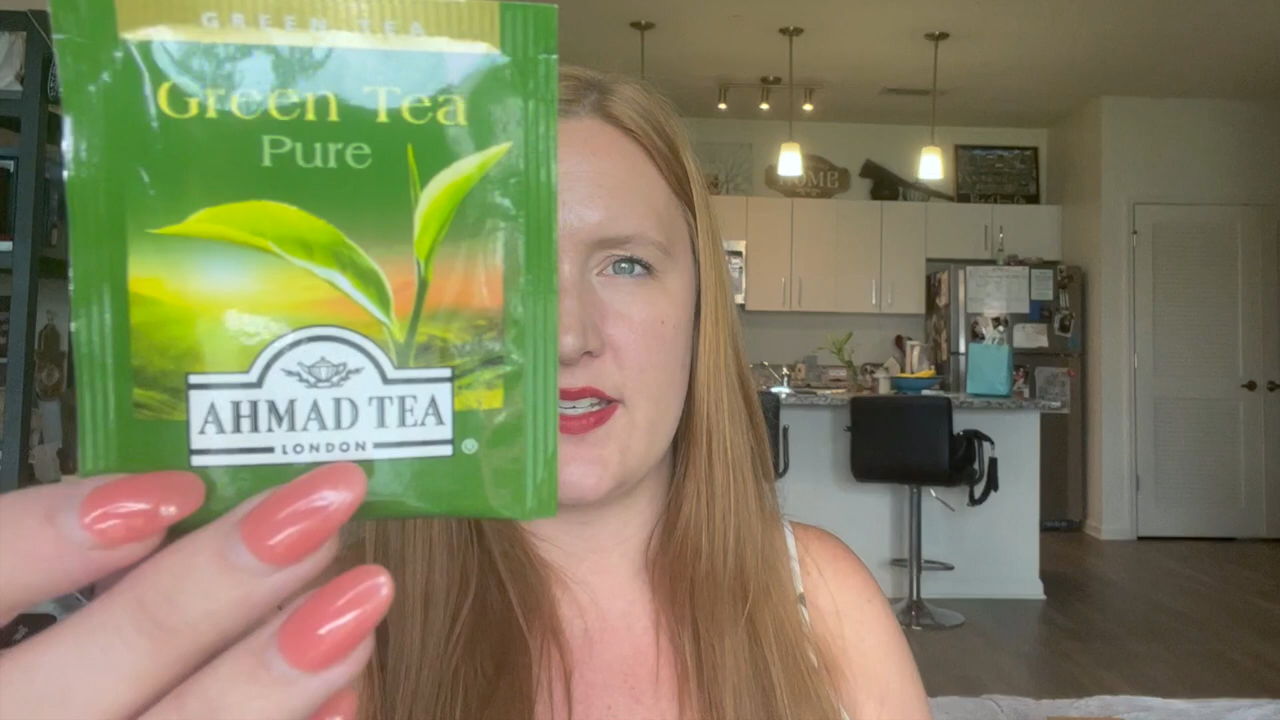 GREEN TEA
Green Tea
Pure
AHMAD TEA
LONDON
®
HOME